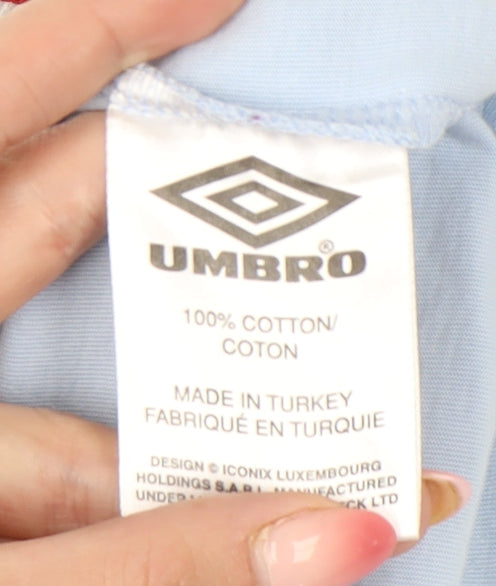 UMBRO®
100% COTTON/
COTON
MADE IN TURKEY
FABRIQUÉ EN TURQUIE
DESIGN © ICONIX LUXEMBOURG
HOLDINGS S.A.R.L. MANUFACTURED
UNDER LTD